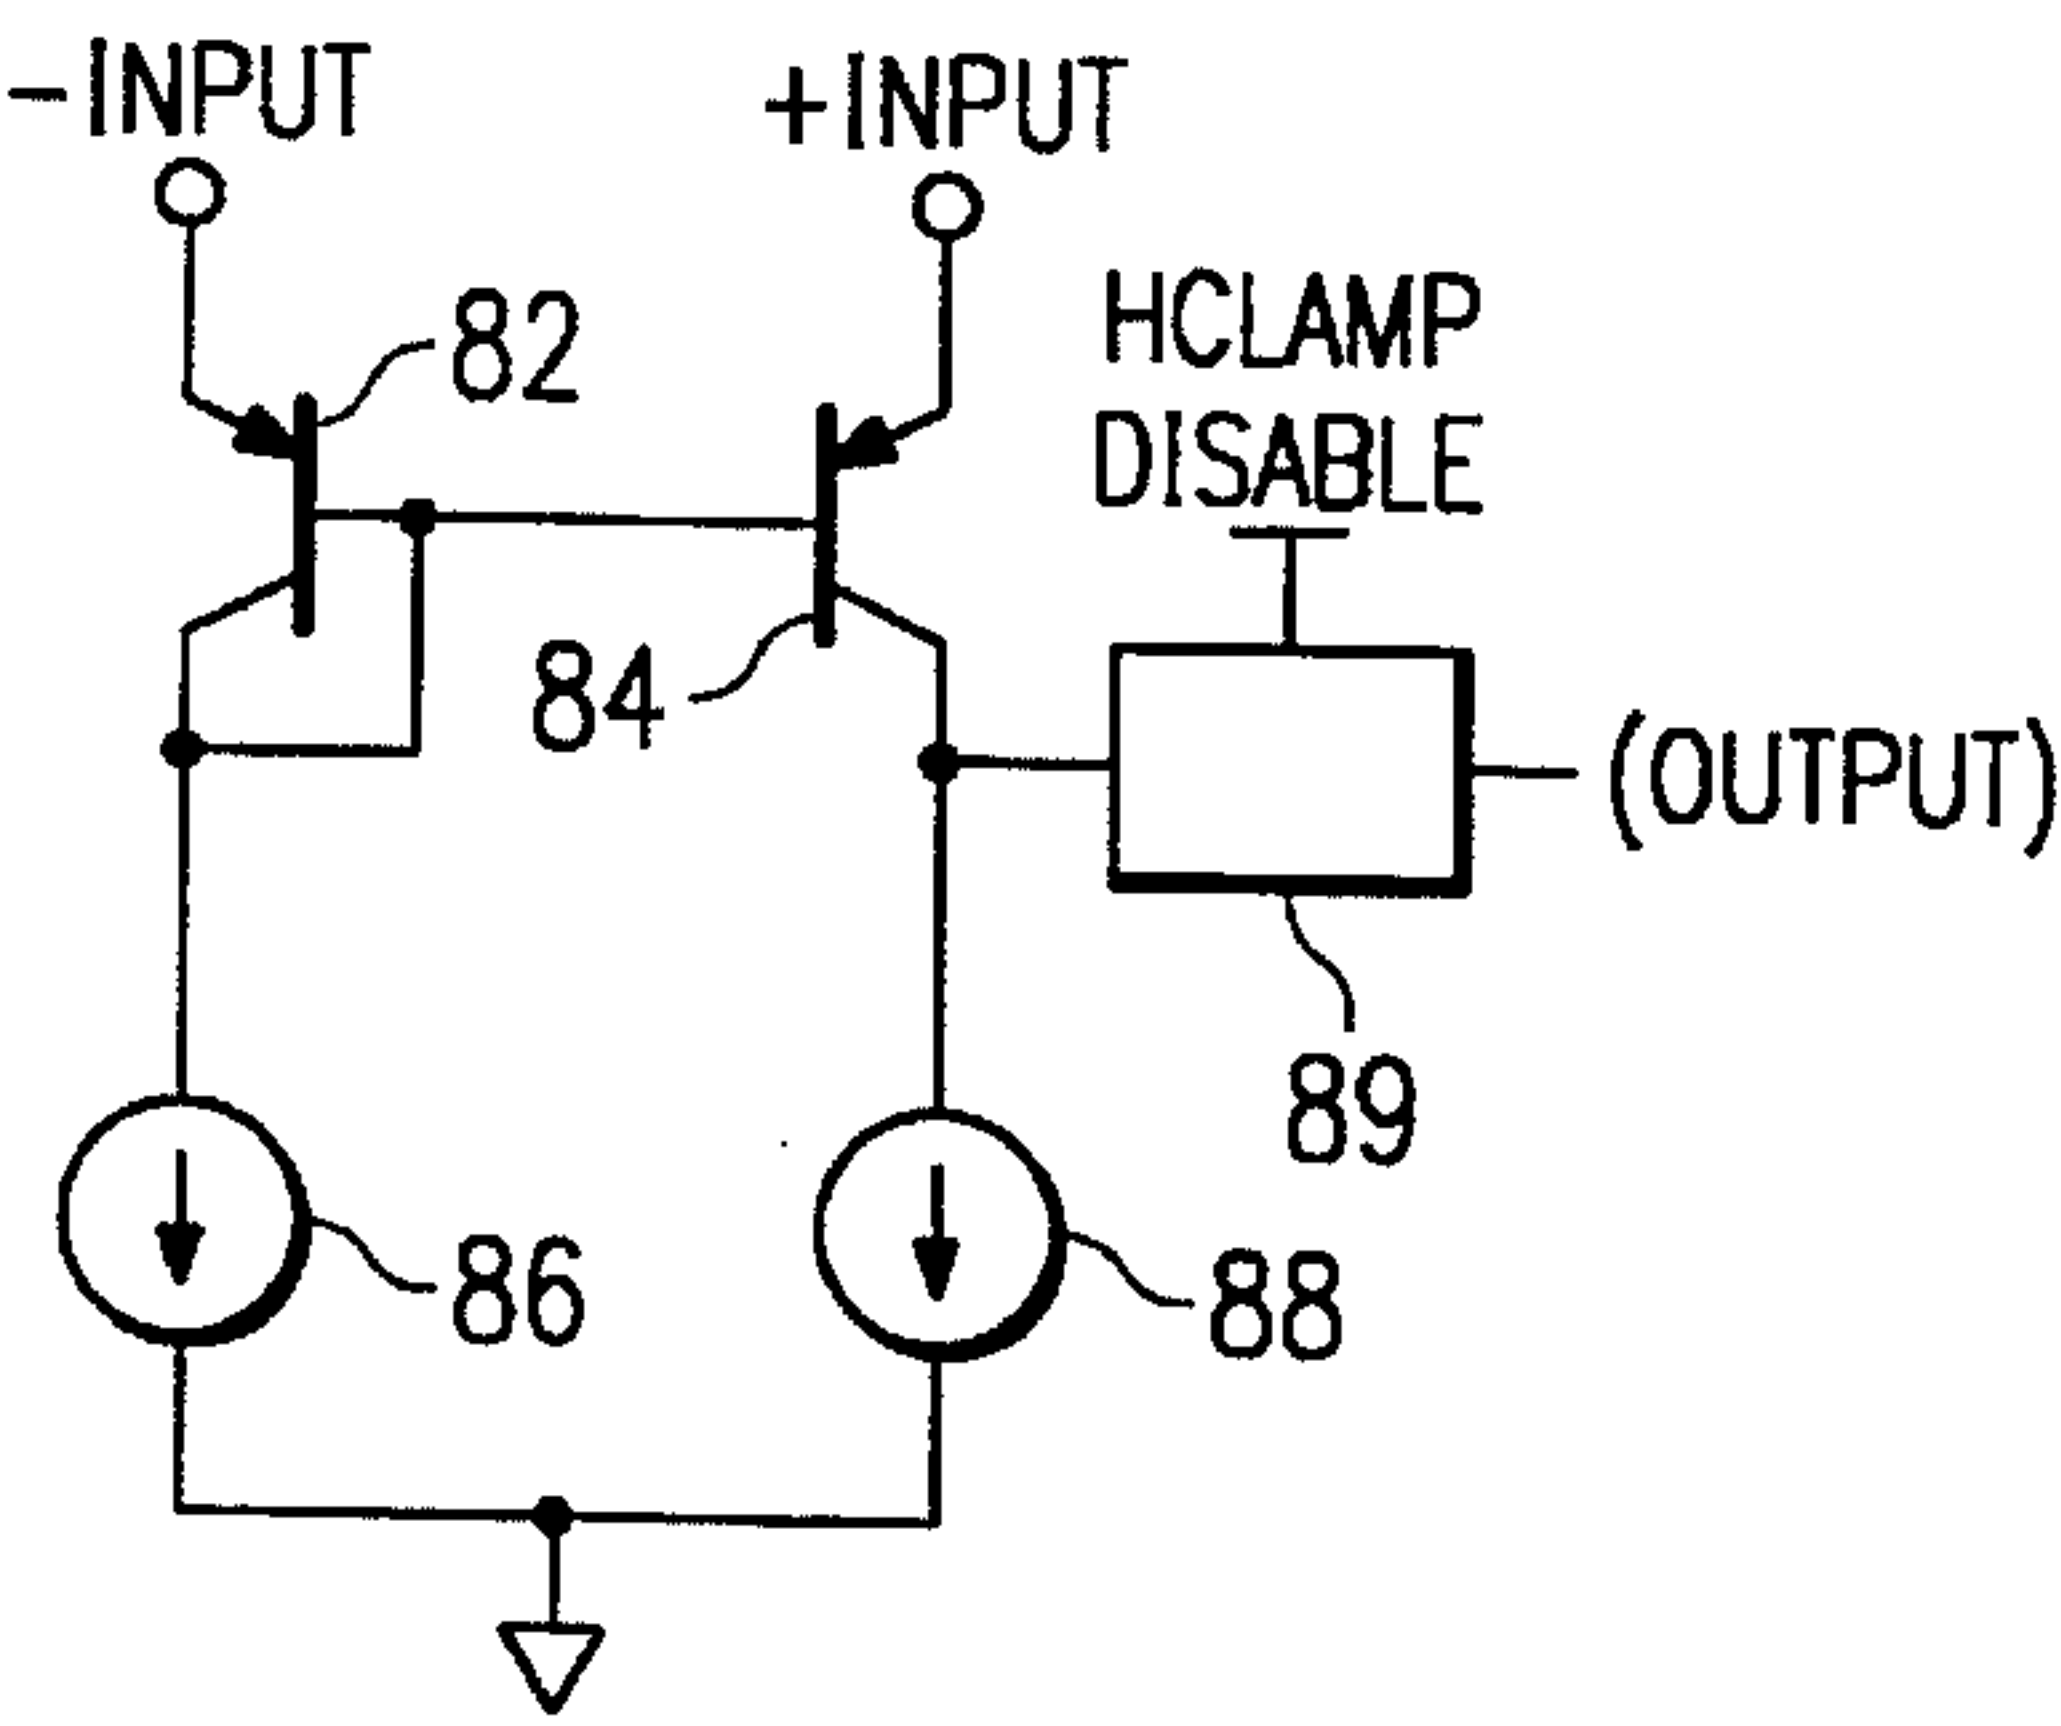 -INPUT
+INPUT
82
HCLAMP
DISABLE
84
(OUTPUT)
89
86
88